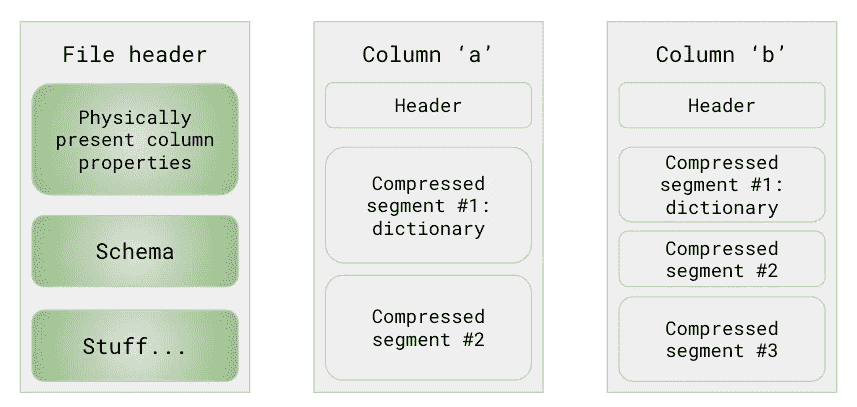 File header
Physically
present column
properties
Schema
Stuff...
Column ‘a’
Header
Compressed
segment #1:
dictionary
Compressed
segment #2
Column ‘b’
Header
Compressed
segment #1:
dictionary
Compressed
segment #2
Compressed
segment #3